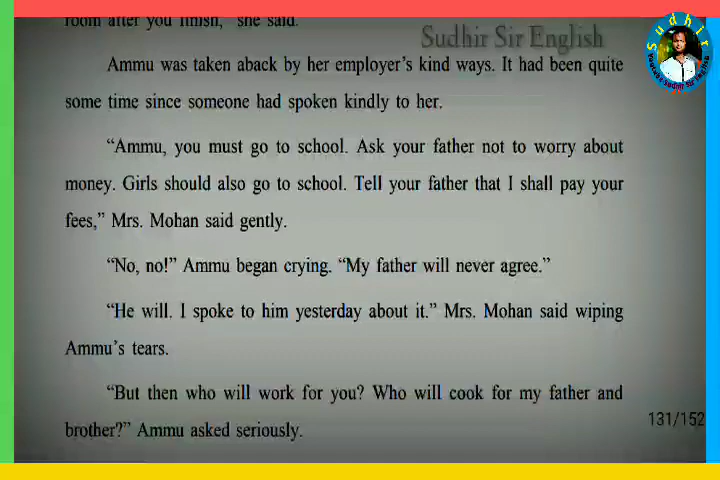 room after you finish," she said.
Sudhir Sir English
Ammu was taken aback by her employer's kind ways. It had been quite
some time since someone had spoken kindly to her.
"Ammu, you must go to school. Ask your father not to worry about
money. Girls should also go to school. Tell your father that I shall pay your
fees," Mrs. Mohan said gently.
"No, no!" Ammu began crying. "My father will never agree."
"He will. I spoke to him yesterday about it." Mrs. Mohan said wiping
Ammu's tears.
"But then who will work for you? Who will cook for my father and
brother?" Ammu asked seriously.
131/152
Sudhir
Youtube Sudhir Sir English